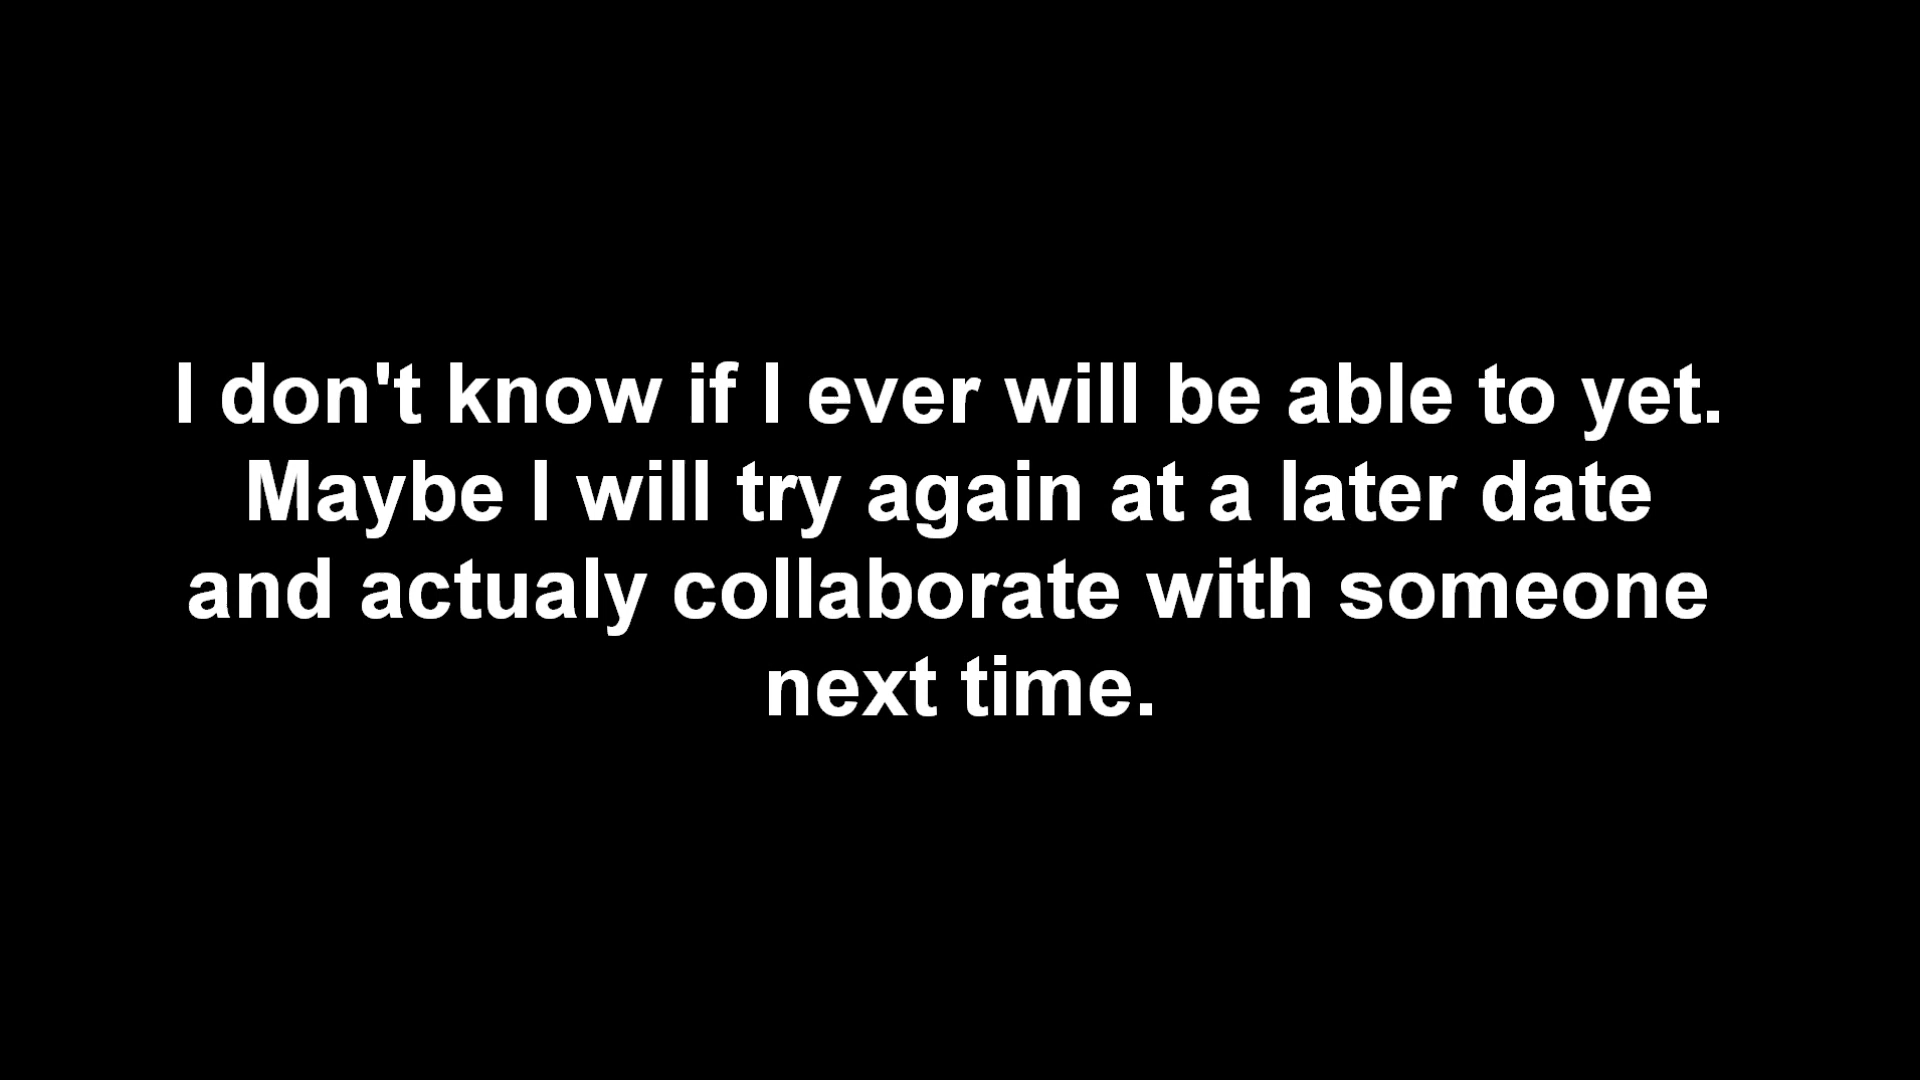 I don't know if I ever will be able to yet.
Maybe I will try again at a later date
and actualy collaborate with someone
next time.